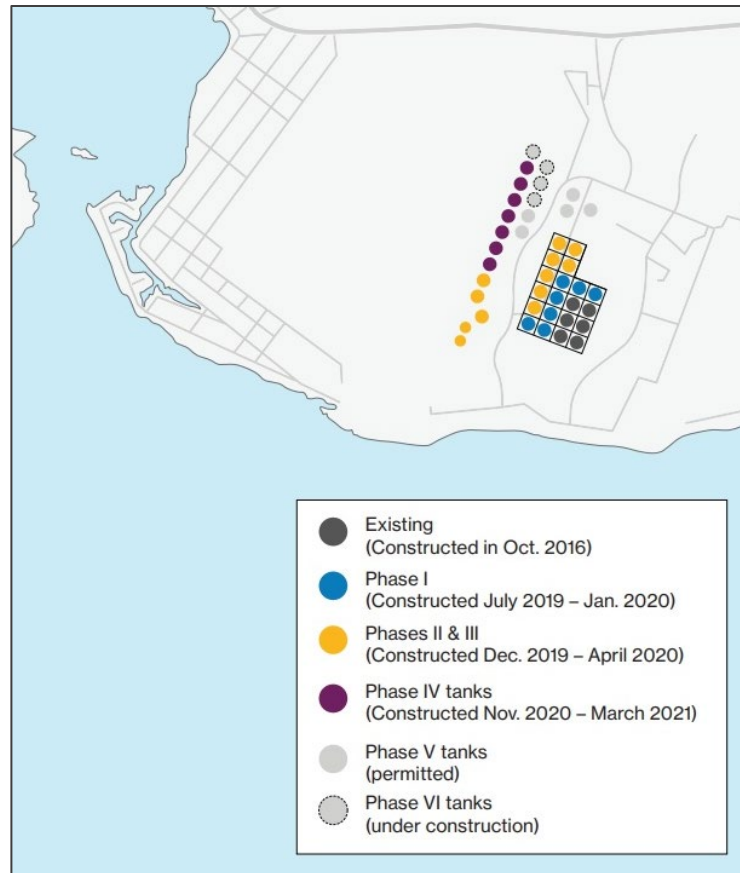 Existing
(Constructed in Oct. 2016)
Phase I
(Constructed July 2019 – Jan. 2020)
Phases II & III
(Constructed Dec. 2019 – April 2020)
Phase IV tanks
(Constructed Nov. 2020 – March 2021)
Phase V tanks
(permitted)
Phase VI tanks
(under construction)